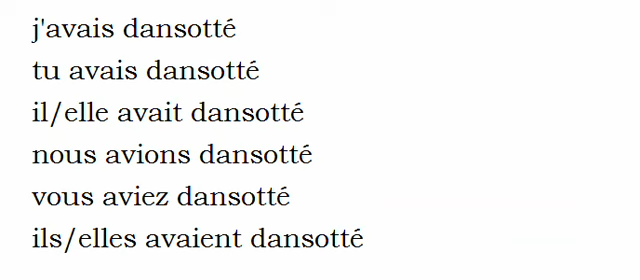 j'avais dansotté
tu avais dansotté
il/elle avait dansotté
nous avions dansotté
vous aviez dansotté
ils/elles avaient dansotté